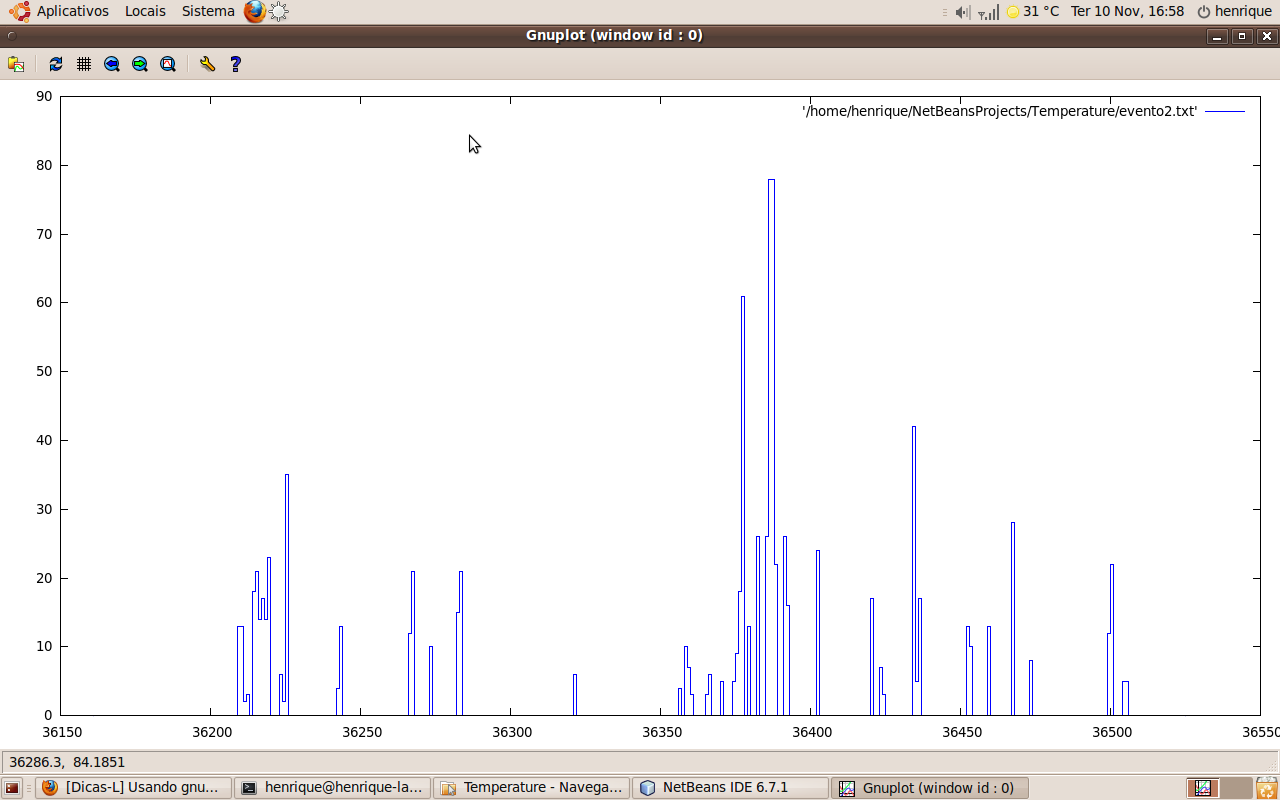 Aplicativos Locais Sistema 31 °C Ter 10 Nov, 16:58 henrique
Gnuplot (window id : 0)
?
90
'/home/henrique/NetBeansProjects/Temperature/evento2.txt'
80
70
60
50
40
30
20
10
0
36150 36200 36250 36300 36350 36400 36450 36500 36550
36286.3, 84.1851
[Dicas-L] Usando gnu... henrique@henrique-la... Temperature - Navega... NetBeans IDE 6.7.1 Gnuplot (window id : 0)